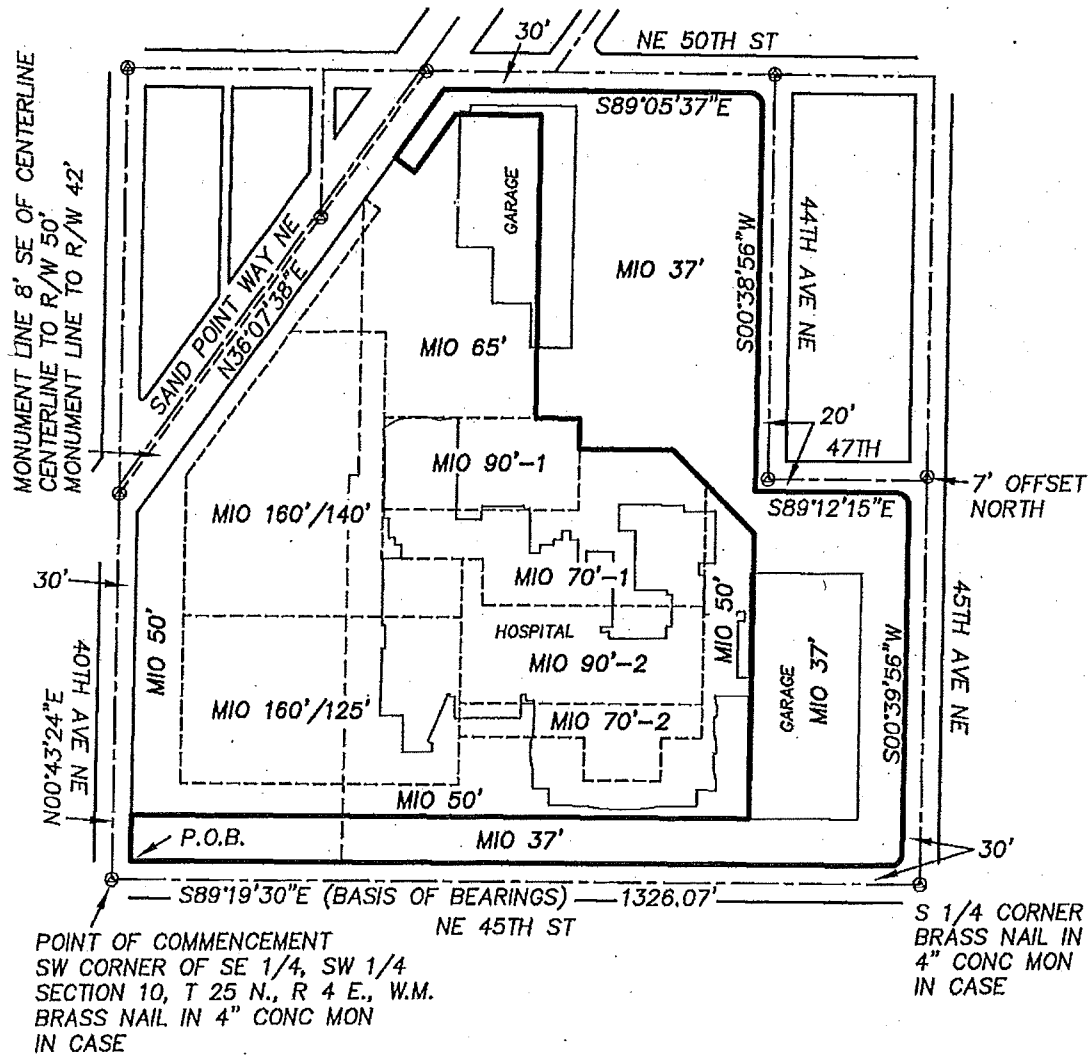 30'
NE 50TH ST
S89°05'37"E
MONUMENT LINE 8' SE OF CENTERLINE
CENTERLINE TO R/W 50'
MONUMENT LINE TO R/W 42'
SAND POINT WAY NE
N36°07'38"E
GARAGE
MIO 37'
S00°38'56"W
44TH AVE NE
MIO 65'
20'
47TH
MIO 90'-1
7' OFFSET
NORTH
S89°12'15"E
MIO 160'/140'
30'
MIO 70'-1
MIO 50'
MIO 50'
HOSPITAL
MIO 90'-2
GARAGE
MIO 37'
S00°39'56"W
45TH AVE NE
40TH AVE NE
N00°43'24"E
MIO 160'/125'
MIO 70'-2
MIO 50'
P.O.B.
MIO 37'
30'
S89°19'30"E (BASIS OF BEARINGS)
1326.07'
NE 45TH ST
POINT OF COMMENCEMENT
SW CORNER OF SE 1/4, SW 1/4
SECTION 10, T 25 N., R 4 E., W.M.
BRASS NAIL IN 4" CONC MON
IN CASE
S 1/4 CORNER
BRASS NAIL IN
4" CONC MON
IN CASE